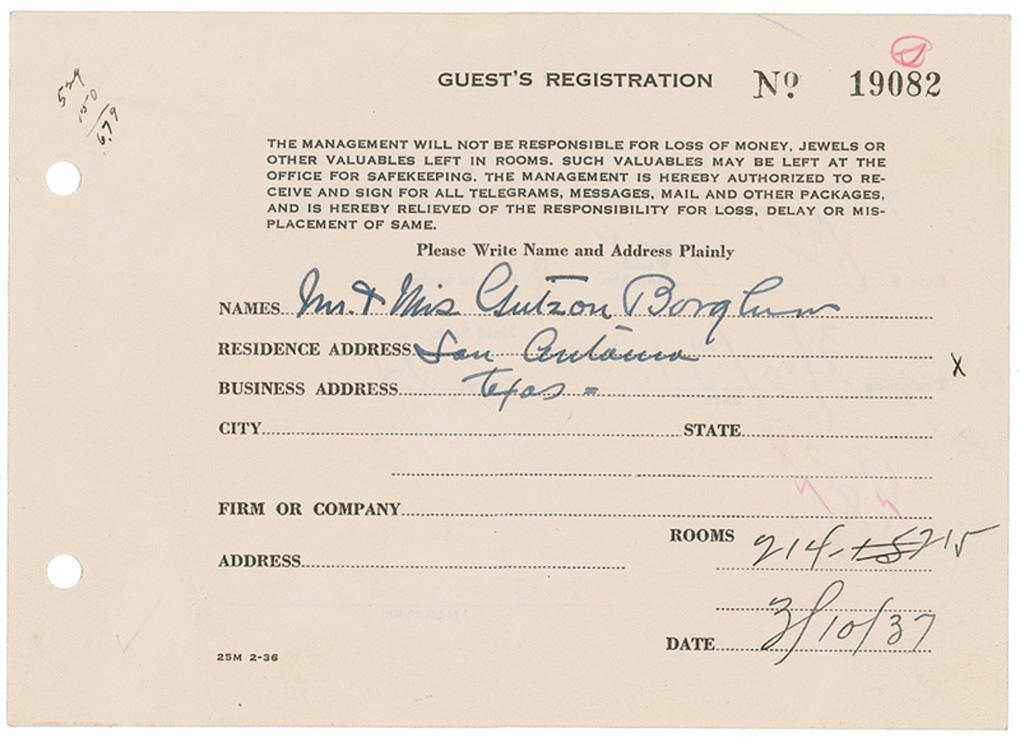 GUEST'S REGISTRATION Nº 19082
529
150
679
THE MANAGEMENT WILL NOT BE RESPONSIBLE FOR LOSS OF MONEY, JEWELS OR
OTHER VALUABLES LEFT IN ROOMS. SUCH VALUABLES MAY BE LEFT AT THE
OFFICE FOR SAFEKEEPING. THE MANAGEMENT IS HEREBY AUTHORIZED TO RE-
CEIVE AND SIGN FOR ALL TELEGRAMS, MESSAGES, MAIL AND OTHER PACKAGES,
AND IS HEREBY RELIEVED OF THE RESPONSIBILITY FOR LOSS, DELAY OR MIS-
PLACEMENT OF SAME.
Please Write Name and Address Plainly
NAMES Mr. & Mrs Gutzon Borglum
RESIDENCE ADDRESS San Antonio
X
BUSINESS ADDRESS Texas =
CITY STATE
FIRM OR COMPANY
ROOMS 214-15 215
ADDRESS
DATE 3/10/37
25M 2-36